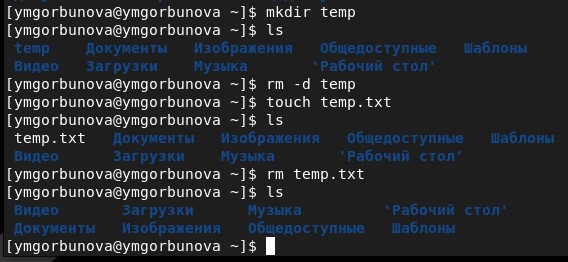 [ymgorbunova@ymgorbunova ~]$ mkdir temp
[ymgorbunova@ymgorbunova ~]$ ls
temp Документы Изображения Общедоступные Шаблоны
Видео Загрузки Музыка 'Рабочий стол'
[ymgorbunova@ymgorbunova ~]$ rm -d temp
[ymgorbunova@ymgorbunova ~]$ touch temp.txt
[ymgorbunova@ymgorbunova ~]$ ls
temp.txt Документы Изображения Общедоступные Шаблоны
Видео Загрузки Музыка 'Рабочий стол'
[ymgorbunova@ymgorbunova ~]$ rm temp.txt
[ymgorbunova@ymgorbunova ~]$ ls
Видео Загрузки Музыка 'Рабочий стол'
Документы Изображения Общедоступные Шаблоны
[ymgorbunova@ymgorbunova ~]$